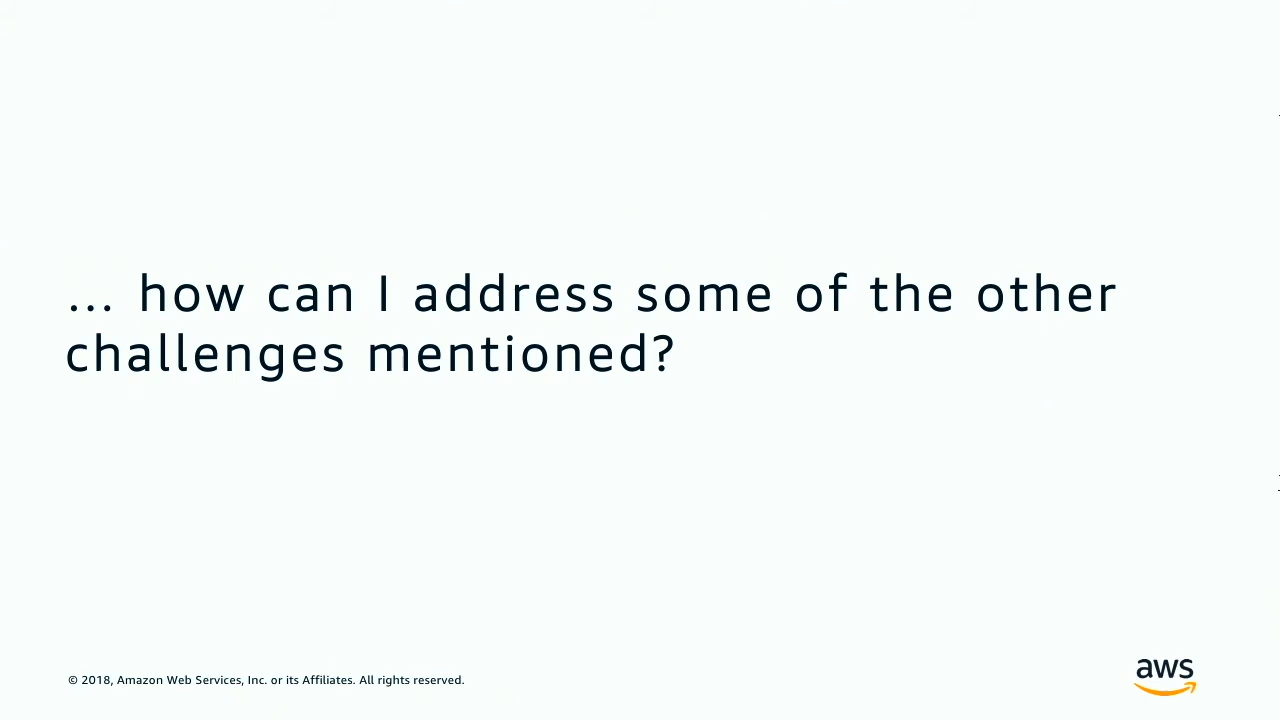 ... how can I address some of the other
challenges mentioned?
© 2018, Amazon Web Services, Inc. or its Affiliates. All rights reserved.
aws